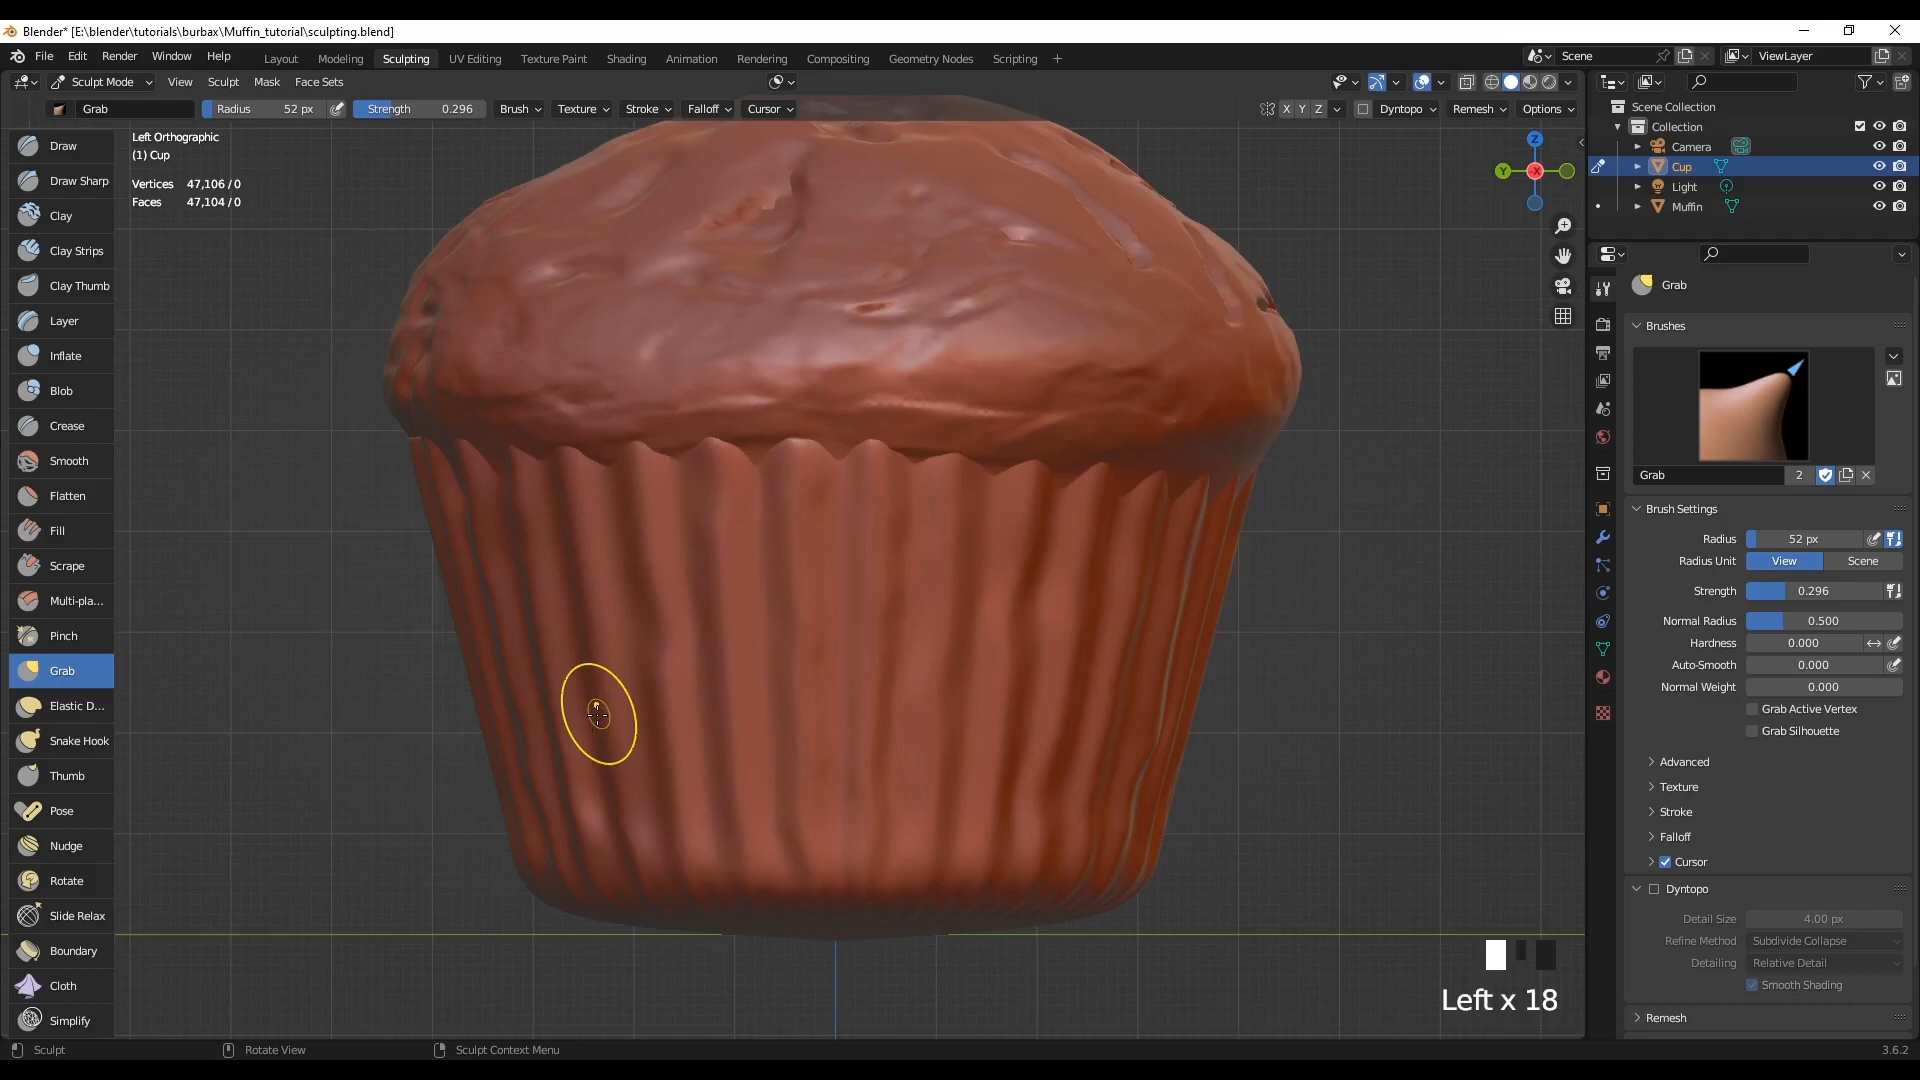 Blender* [E:\blender\tutorials\burbax\Muffin_tutorial\sculpting.blend]
File Edit Render Window Help Layout Modeling Sculpting UV Editing Texture Paint Shading Animation Rendering Compositing Geometry Nodes Scripting + Scene ViewLayer
Sculpt Mode View Sculpt Mask Face Sets
Grab Radius 52 px Strength 0.296 Brush Texture Stroke Falloff Cursor X Y Z Dyntopo Remesh Options
Left Orthographic
(1) Cup
Vertices 47,106 / 0
Faces 47,104 / 0
Draw
Draw Sharp
Clay
Clay Strips
Clay Thumb
Layer
Inflate
Blob
Crease
Smooth
Flatten
Fill
Scrape
Multi-pla...
Pinch
Grab
Elastic D...
Snake Hook
Thumb
Pose
Nudge
Rotate
Slide Relax
Boundary
Cloth
Simplify
Z
Y
-X
Left x 18
Scene Collection
Collection
Camera
Cup
Light
Muffin
Grab
Brushes
Grab 2
Brush Settings
Radius 52 px
Radius Unit View Scene
Strength 0.296
Normal Radius 0.500
Hardness 0.000
Auto-Smooth 0.000
Normal Weight 0.000
Grab Active Vertex
Grab Silhouette
Advanced
Texture
Stroke
Falloff
Cursor
Dyntopo
Detail Size 4.00 px
Refine Method Subdivide Collapse
Detailing Relative Detail
Smooth Shading
Remesh
Sculpt Rotate View Sculpt Context Menu 3.6.2